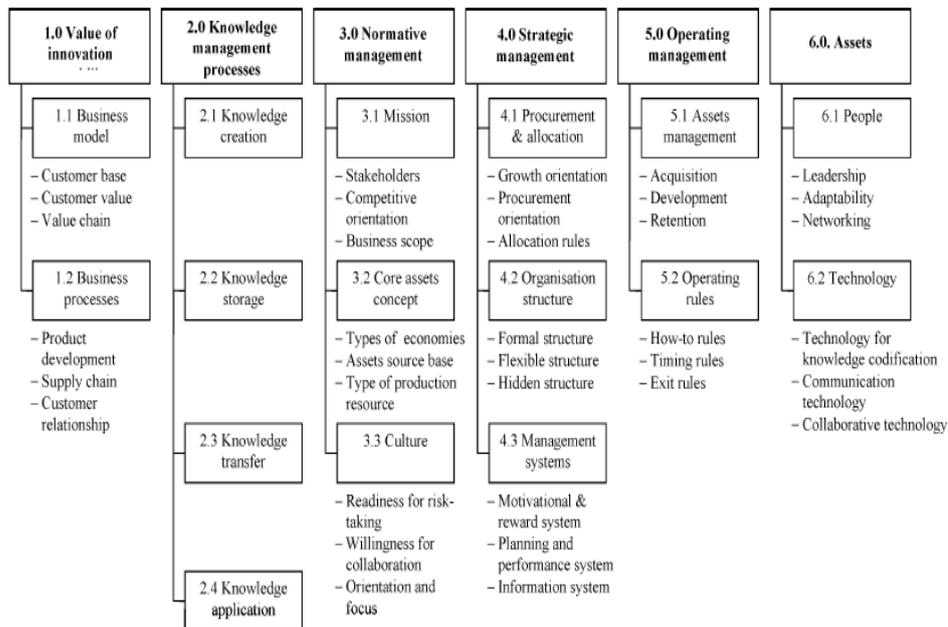 1.0 Value of
innovation
2.0 Knowledge
management
processes
3.0 Normative
management
4.0 Strategic
management
5.0 Operating
management
6.0. Assets
1.1 Business
model
– Customer base
– Customer value
– Value chain
1.2 Business
processes
– Product
development
– Supply chain
– Customer
relationship
2.1 Knowledge
creation
2.2 Knowledge
storage
2.3 Knowledge
transfer
2.4 Knowledge
application
3.1 Mission
– Stakeholders
– Competitive
orientation
– Business scope
3.2 Core assets
concept
– Types of economies
– Assets source base
– Type of production
resource
3.3 Culture
– Readiness for risk-
taking
– Willingness for
collaboration
– Orientation and
focus
4.1 Procurement
& allocation
– Growth orientation
– Procurement
orientation
– Allocation rules
4.2 Organisation
structure
– Formal structure
– Flexible structure
– Hidden structure
4.3 Management
systems
– Motivational &
reward system
– Planning and
performance system
– Information system
5.1 Assets
management
– Acquisition
– Development
– Retention
5.2 Operating
rules
– How-to rules
– Timing rules
– Exit rules
6.1 People
– Leadership
– Adaptability
– Networking
6.2 Technology
– Technology for
knowledge codification
– Communication
technology
– Collaborative technology